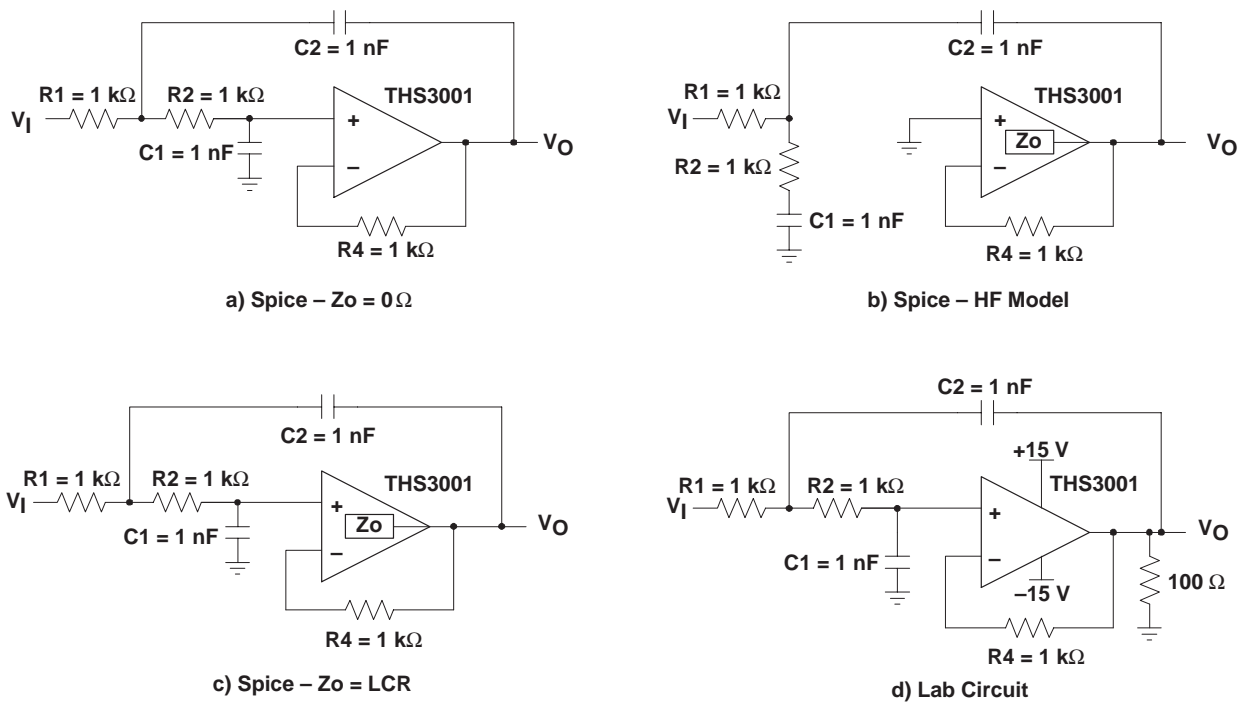 C2 = 1 nF
R1 = 1 kΩ
R2 = 1 kΩ
THS3001
VI
+
VO
C1 = 1 nF
–
R4 = 1 kΩ
a) Spice – Zo = 0 Ω
C2 = 1 nF
R1 = 1 kΩ
THS3001
VI
+
Zo
VO
R2 = 1 kΩ
–
C1 = 1 nF
R4 = 1 kΩ
b) Spice – HF Model
C2 = 1 nF
R1 = 1 kΩ
R2 = 1 kΩ
THS3001
VI
+
Zo
VO
C1 = 1 nF
–
R4 = 1 kΩ
c) Spice – Zo = LCR
C2 = 1 nF
+15 V
R1 = 1 kΩ
R2 = 1 kΩ
THS3001
VI
+
VO
C1 = 1 nF
–
–15 V
100 Ω
R4 = 1 kΩ
d) Lab Circuit